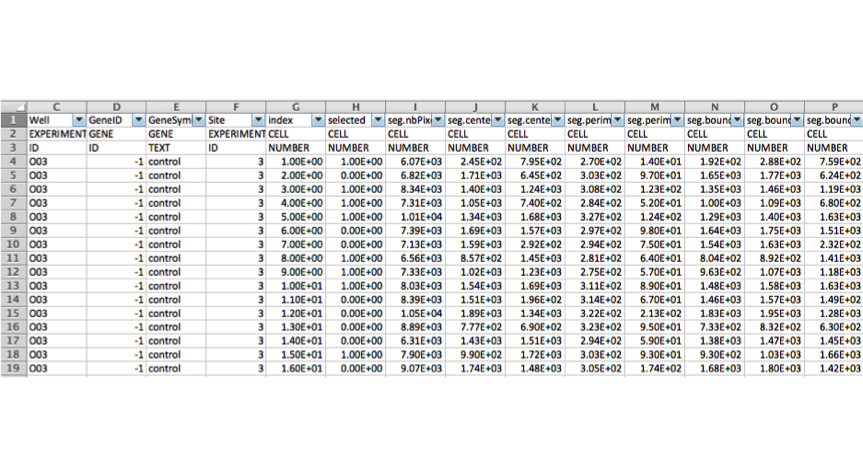 C D E F G H I J K L M N O P
1 Well GeneID GeneSyml Site index selected seg.nbPix seg.cente seg.cente seg.perim seg.perim seg.bound seg.bound seg.bound
2 EXPERIMENT GENE GENE EXPERIMENT CELL CELL CELL CELL CELL CELL CELL CELL CELL CELL
3 ID ID TEXT ID NUMBER NUMBER NUMBER NUMBER NUMBER NUMBER NUMBER NUMBER NUMBER NUMBER
4 O03 -1 control 3 1.00E+00 1.00E+00 6.07E+03 2.45E+02 7.95E+02 2.70E+02 1.40E+01 1.92E+02 2.88E+02 7.59E+02
5 O03 -1 control 3 2.00E+00 0.00E+00 6.82E+03 1.71E+03 6.45E+02 3.03E+02 9.70E+01 1.65E+03 1.77E+03 6.24E+02
6 O03 -1 control 3 3.00E+00 1.00E+00 8.34E+03 1.40E+03 1.24E+03 3.08E+02 1.23E+02 1.35E+03 1.46E+03 1.19E+03
7 O03 -1 control 3 4.00E+00 1.00E+00 7.31E+03 1.05E+03 7.40E+02 2.84E+02 5.20E+01 1.00E+03 1.09E+03 6.80E+02
8 O03 -1 control 3 5.00E+00 1.00E+00 1.01E+04 1.34E+03 1.68E+03 3.27E+02 1.24E+02 1.29E+03 1.40E+03 1.63E+03
9 O03 -1 control 3 6.00E+00 0.00E+00 7.39E+03 1.69E+03 1.57E+03 2.97E+02 9.80E+01 1.64E+03 1.75E+03 1.51E+03
10 O03 -1 control 3 7.00E+00 0.00E+00 7.13E+03 1.59E+03 2.92E+02 2.94E+02 7.50E+01 1.54E+03 1.63E+03 2.32E+02
11 O03 -1 control 3 8.00E+00 1.00E+00 6.56E+03 8.57E+02 1.45E+03 2.81E+02 6.40E+01 8.04E+02 8.92E+02 1.41E+03
12 O03 -1 control 3 9.00E+00 1.00E+00 7.33E+03 1.02E+03 1.23E+03 2.75E+02 5.70E+01 9.63E+02 1.07E+03 1.18E+03
13 O03 -1 control 3 1.00E+01 1.00E+00 8.03E+03 1.54E+03 1.69E+03 3.11E+02 8.90E+01 1.48E+03 1.58E+03 1.63E+03
14 O03 -1 control 3 1.10E+01 0.00E+00 8.39E+03 1.51E+03 1.96E+02 3.14E+02 6.70E+01 1.46E+03 1.57E+03 1.49E+02
15 O03 -1 control 3 1.20E+01 0.00E+00 1.05E+04 1.89E+03 1.34E+03 3.22E+02 2.13E+02 1.83E+03 1.95E+03 1.28E+03
16 O03 -1 control 3 1.30E+01 0.00E+00 8.89E+03 7.77E+02 6.90E+02 3.23E+02 9.50E+01 7.33E+02 8.32E+02 6.30E+02
17 O03 -1 control 3 1.40E+01 0.00E+00 6.31E+03 1.43E+03 1.51E+03 2.94E+02 5.90E+01 1.38E+03 1.47E+03 1.45E+03
18 O03 -1 control 3 1.50E+01 1.00E+00 7.90E+03 9.90E+02 1.72E+03 3.03E+02 9.30E+01 9.30E+02 1.03E+03 1.66E+03
19 O03 -1 control 3 1.60E+01 0.00E+00 9.07E+03 1.74E+03 1.48E+03 3.05E+02 1.74E+02 1.68E+03 1.80E+03 1.42E+03